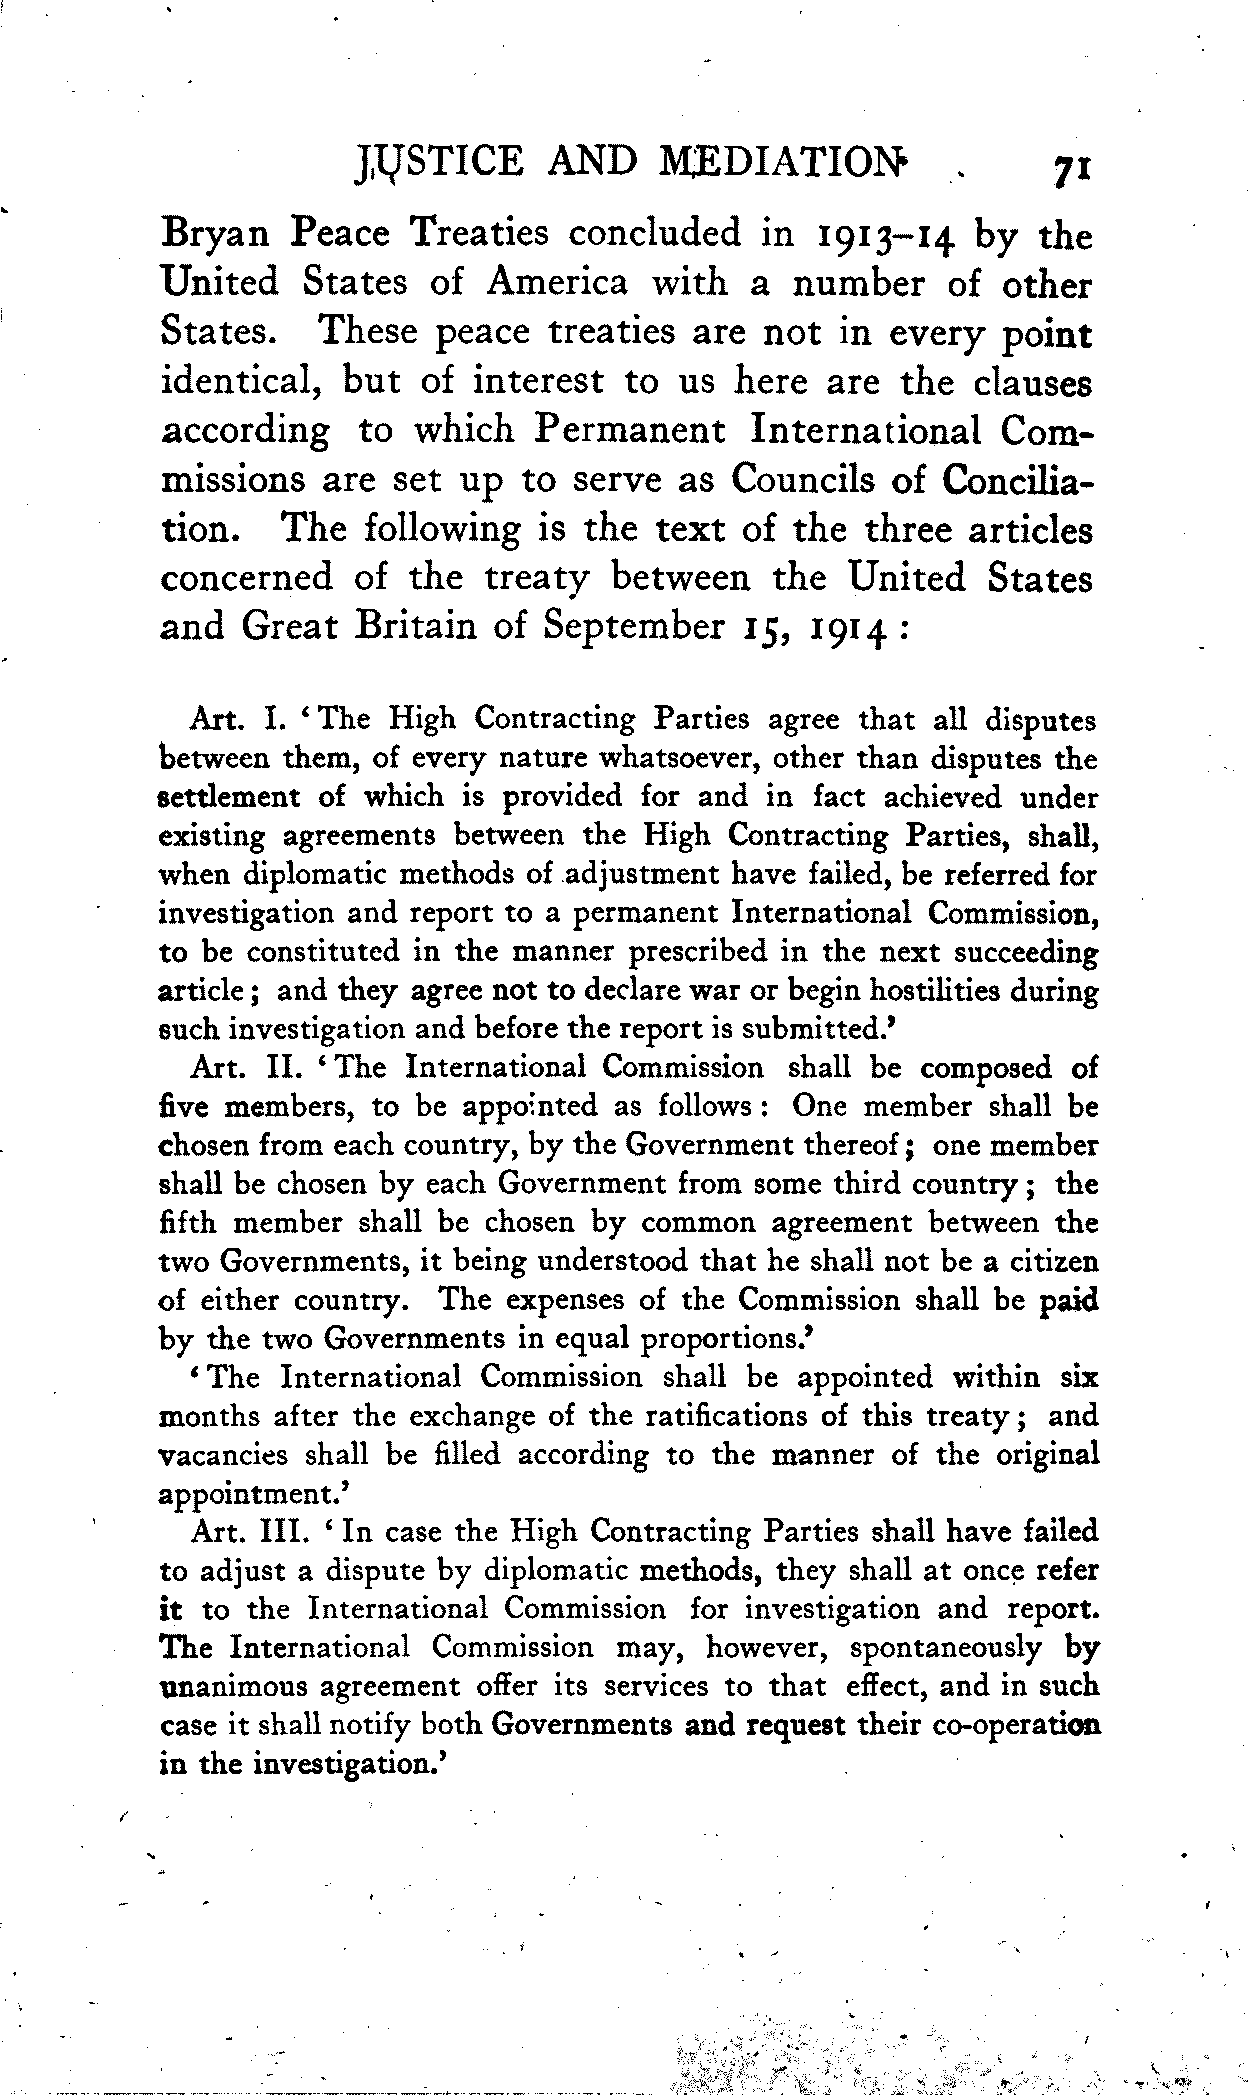 JUSTICE AND MEDIATION 71
Bryan Peace Treaties concluded in 1913–14 by the
United States of America with a number of other
States. These peace treaties are not in every point
identical, but of interest to us here are the clauses
according to which Permanent International Com-
missions are set up to serve as Councils of Concilia-
tion. The following is the text of the three articles
concerned of the treaty between the United States
and Great Britain of September 15, 1914 :
Art. I. ‘ The High Contracting Parties agree that all disputes
between them, of every nature whatsoever, other than disputes the
settlement of which is provided for and in fact achieved under
existing agreements between the High Contracting Parties, shall,
when diplomatic methods of adjustment have failed, be referred for
investigation and report to a permanent International Commission,
to be constituted in the manner prescribed in the next succeeding
article ; and they agree not to declare war or begin hostilities during
such investigation and before the report is submitted.’
Art. II. ‘ The International Commission shall be composed of
five members, to be appointed as follows : One member shall be
chosen from each country, by the Government thereof ; one member
shall be chosen by each Government from some third country ; the
fifth member shall be chosen by common agreement between the
two Governments, it being understood that he shall not be a citizen
of either country. The expenses of the Commission shall be paid
by the two Governments in equal proportions.’
‘ The International Commission shall be appointed within six
months after the exchange of the ratifications of this treaty ; and
vacancies shall be filled according to the manner of the original
appointment.’
Art. III. ‘ In case the High Contracting Parties shall have failed
to adjust a dispute by diplomatic methods, they shall at once refer
it to the International Commission for investigation and report.
The International Commission may, however, spontaneously by
unanimous agreement offer its services to that effect, and in such
case it shall notify both Governments and request their co-operation
in the investigation.’